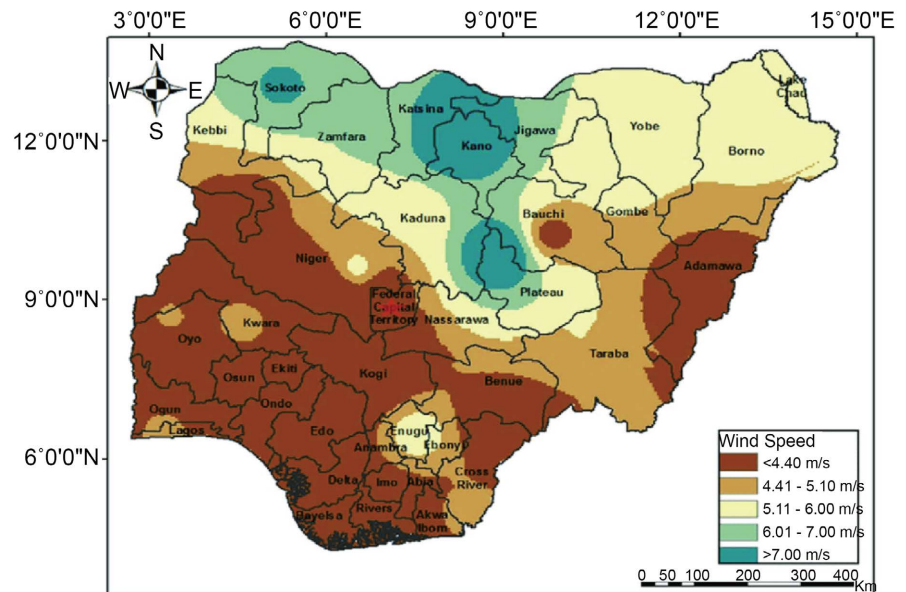 3°0'0"E 6°0'0"E 9°0'0"E 12°0'0"E 15°0'0"E
N
W E
S
12°0'0"N
9°0'0"N
6°0'0"N
Lake
Chad
Sokoto
Katsina
Kebbi
Zamfara
Kano
Jigawa
Yobe
Borno
Kaduna
Bauchi
Gombe
Niger
Adamawa
Federal
Capital
Territory
Plateau
Nassarawa
Kwara
Oyo
Taraba
Osun
Ekiti
Kogi
Benue
Ogun
Ondo
Lagos
Edo
Enugu
Anambra
Ebony
Cross
River
Delta
Imo
Abia
Bayelsa
Rivers
Akwa
Ibom
Wind Speed
<4.40 m/s
4.41 - 5.10 m/s
5.11 - 6.00 m/s
6.01 - 7.00 m/s
>7.00 m/s
0 50 100 200 300 400
Km